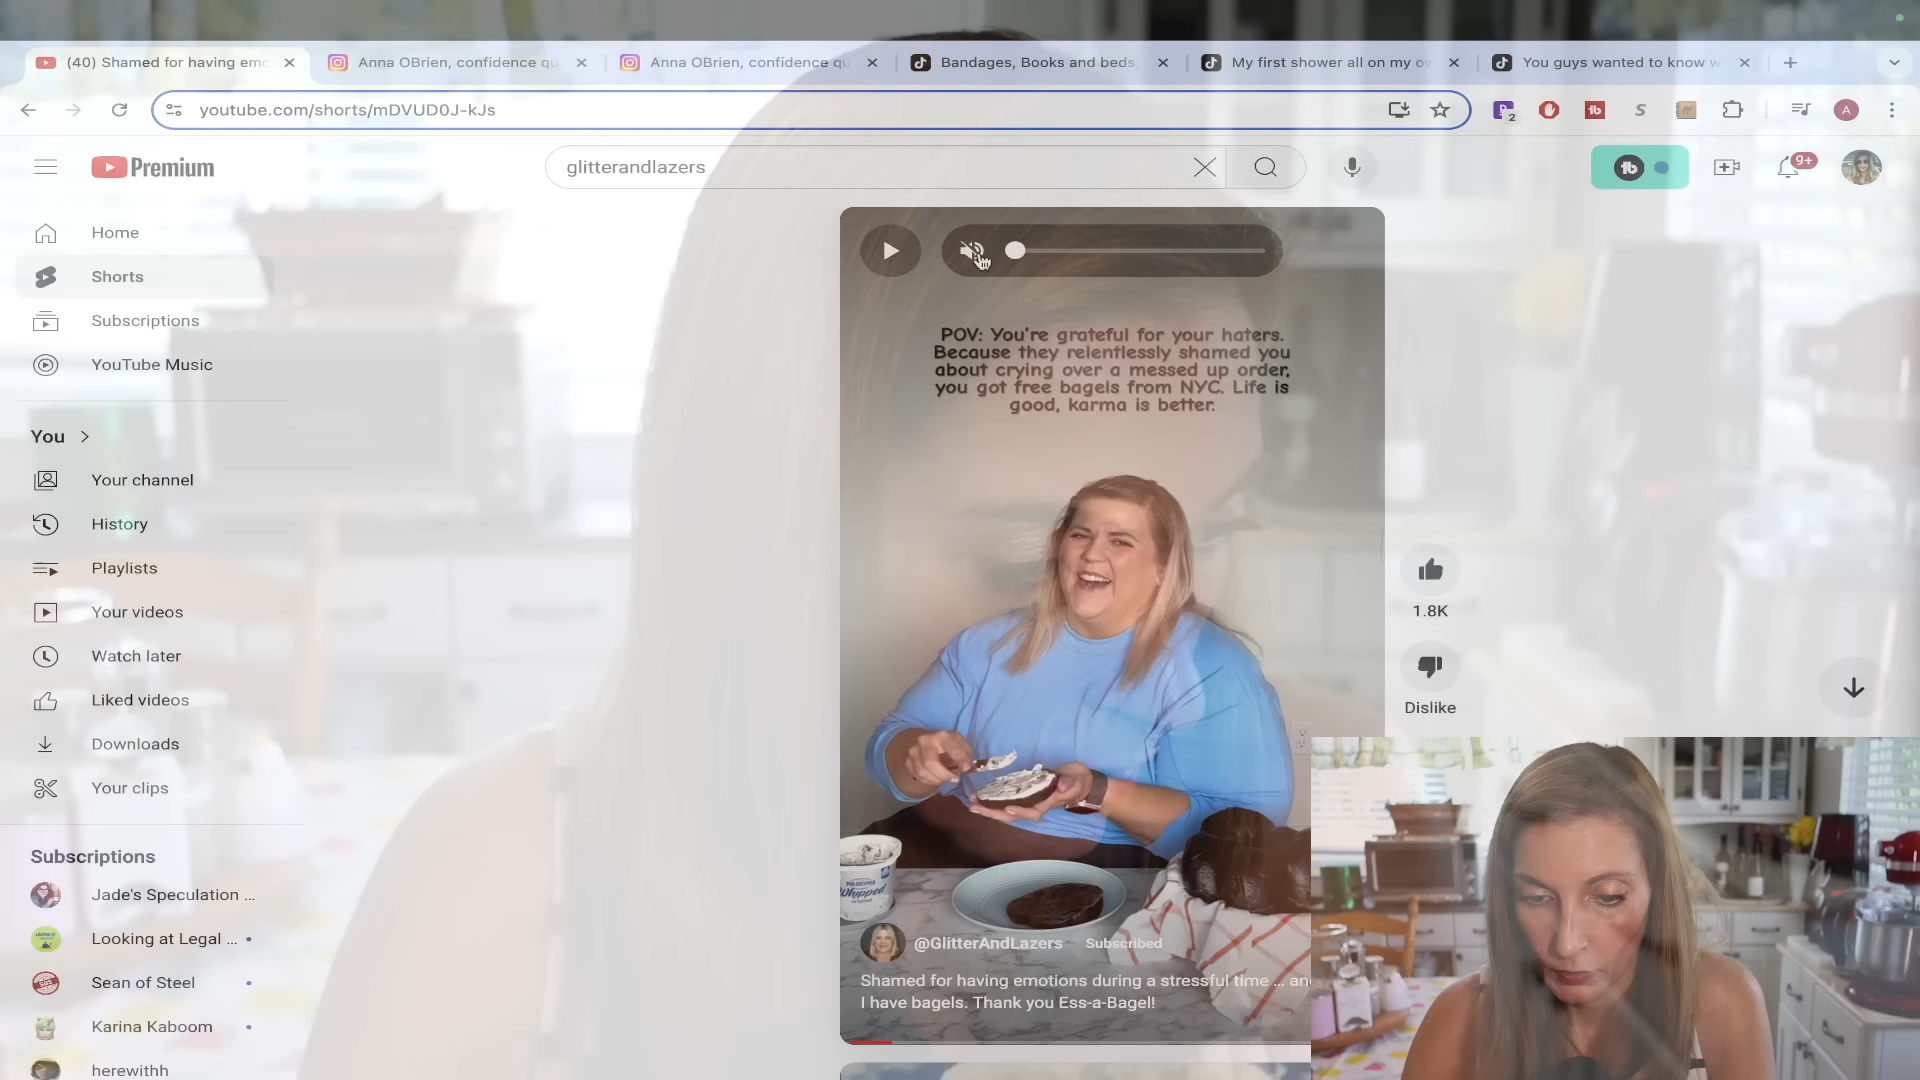 (40) Shamed for having emo
Anna OBrien, confidence qu
Anna OBrien, confidence qu
Bandages, Books and beds,
My first shower all on my ow
You guys wanted to know w
youtube.com/shorts/mDVUD0J-kJs
2
A
Premium
glitterandlazers
9+
Home
Shorts
Subscriptions
YouTube Music
You
Your channel
History
Playlists
Your videos
Watch later
Liked videos
Downloads
Your clips
Subscriptions
Jade's Speculation ...
Looking at Legal ...
Sean of Steel
Karina Kaboom
herewithh
POV: You're grateful for your haters.
Because they relentlessly shamed you
about crying over a messed up order,
you got free bagels from NYC. Life is
good, karma is better.
PHILADELPHIA
Whipped
@GlitterAndLazers Subscribed
Shamed for having emotions during a stressful time ... an
I have bagels. Thank you Ess-a-Bagel!
1.8K
Dislike